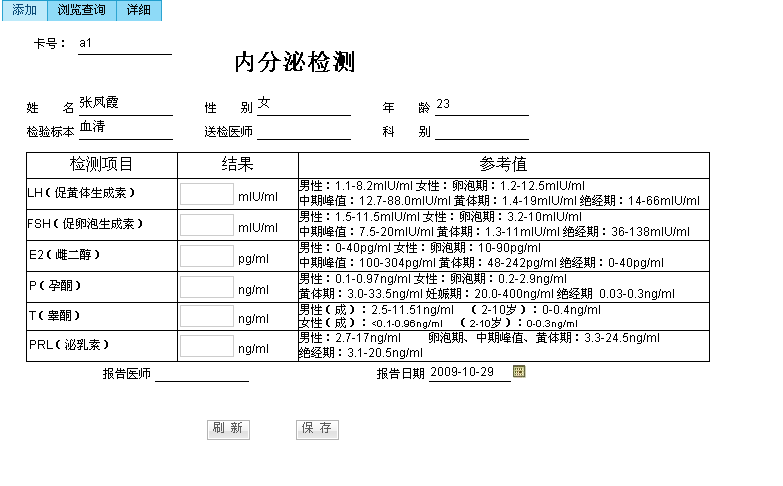 添加 浏览查询 详细
卡号： a1
内分泌检测
姓 名 张凤霞 性 别 女 年 龄 23
检验标本 血清 送检医师 科 别
检测项目 结果 参考值
LH（促黄体生成素） mIU/ml 男性：1.1-8.2mIU/ml 女性：卵泡期：1.2-12.5mIU/ml
中期峰值：12.7-88.0mIU/ml 黄体期：1.4-19mIU/ml 绝经期：14-66mIU/ml
FSH（促卵泡生成素） mIU/ml 男性：1.5-11.5mIU/ml 女性：卵泡期：3.2-10mIU/ml
中期峰值：7.5-20mIU/ml 黄体期：1.3-11mIU/ml 绝经期：36-138mIU/ml
E2（雌二醇） pg/ml 男性：0-40pg/ml 女性：卵泡期：10-90pg/ml
中期峰值：100-304pg/ml 黄体期：48-242pg/ml 绝经期：0-40pg/ml
P（孕酮） ng/ml 男性：0.1-0.97ng/ml 女性：卵泡期：0.2-2.9ng/ml
黄体期：3.0-33.5ng/ml 妊娠期：20.0-400ng/ml 绝经期 0.03-0.3ng/ml
T（睾酮） ng/ml 男性（成）：2.5-11.51ng/ml （2-10岁）：0-0.4ng/ml
女性（成）：<0.1-0.96ng/ml （2-10岁）：0-0.3ng/ml
PRL（泌乳素） ng/ml 男性：2.7-17ng/ml 卵泡期、中期峰值、黄体期：3.3-24.5ng/ml
绝经期：3.1-20.5ng/ml
报告医师 报告日期 2009-10-29
刷 新 保 存